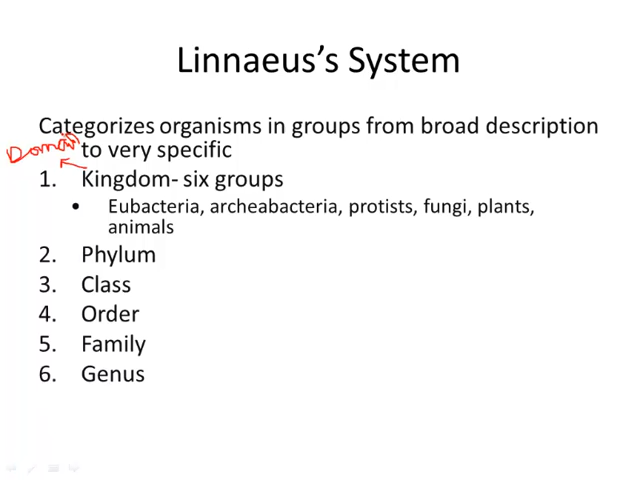 Linnaeus's System
Categorizes organisms in groups from broad description
Domain
to very specific
1. Kingdom- six groups
• Eubacteria, archeabacteria, protists, fungi, plants,
animals
2. Phylum
3. Class
4. Order
5. Family
6. Genus